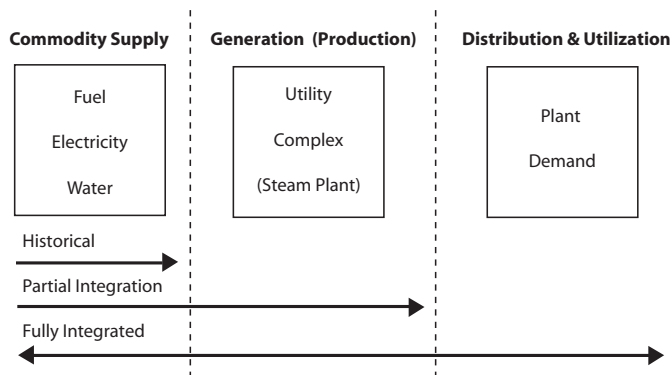 Commodity Supply
Generation (Production)
Distribution & Utilization
Fuel
Electricity
Water
Utility
Complex
(Steam Plant)
Plant
Demand
Historical
Partial Integration
Fully Integrated